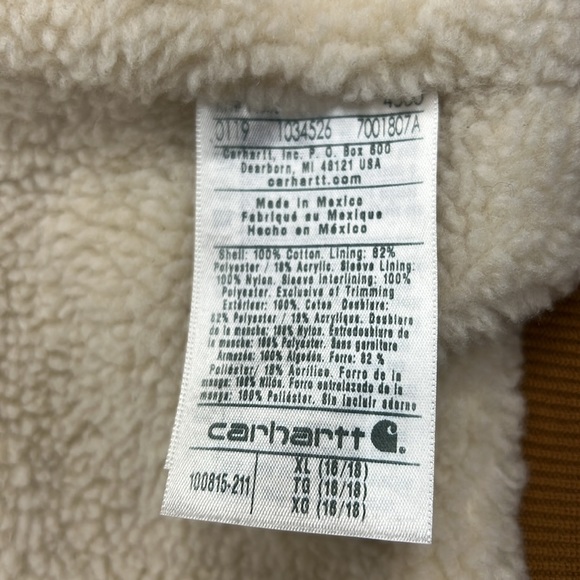 0119 1034526 7001807A
Carhartt, Inc. P. O. Box 600
Dearborn, MI 48121 USA
carhartt.com
Made in Mexico
Fabriqué au Mexique
Hecho en México
Shell: 100% Cotton. Lining: 82%
Polyester / 18% Acrylic. Sleeve Lining:
100% Nylon. Sleeve Interlining: 100%
Polyester. Exclusive of Trimming
Extérieur: 100%. Coton Doublure:
82% Polyester / 18% Acrylique. Doublure
de la manche: 100% Nylon. Entredoublure de
la manche: 100% Polyester. Sans garniture
Armazón: 100% Algodón. Forro: 82 %
Poliéster / 18% Acrílico. Forro de la
manga: 100% Nilón. Forro entrelazado de la
manga: 100% Poliéster. Sin incluir adorno
carhartt
100815-211
XL (16/18)
TG (16/18)
XG (16/18)